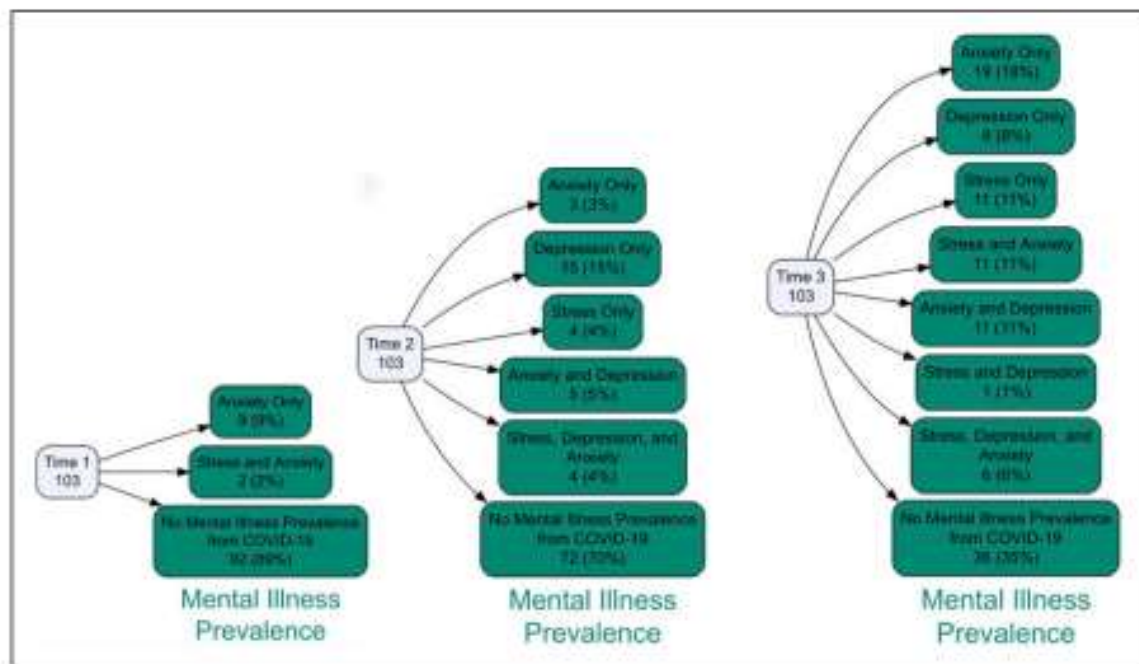 Time 1
103
Anxiety Only
9 (9%)
Stress and Anxiety
2 (2%)
No Mental Illness Prevalence
from COVID-19
92 (89%)
Mental Illness
Prevalence
Time 2
103
Anxiety Only
3 (3%)
Depression Only
15 (15%)
Stress Only
4 (4%)
Anxiety and Depression
5 (5%)
Stress, Depression, and
Anxiety
4 (4%)
No Mental Illness Prevalence
from COVID-19
72 (70%)
Mental Illness
Prevalence
Time 3
103
Anxiety Only
19 (18%)
Depression Only
8 (8%)
Stress Only
11 (11%)
Stress and Anxiety
11 (11%)
Anxiety and Depression
11 (11%)
Stress and Depression
1 (1%)
Stress, Depression, and
Anxiety
6 (6%)
No Mental Illness Prevalence
from COVID-19
36 (35%)
Mental Illness
Prevalence